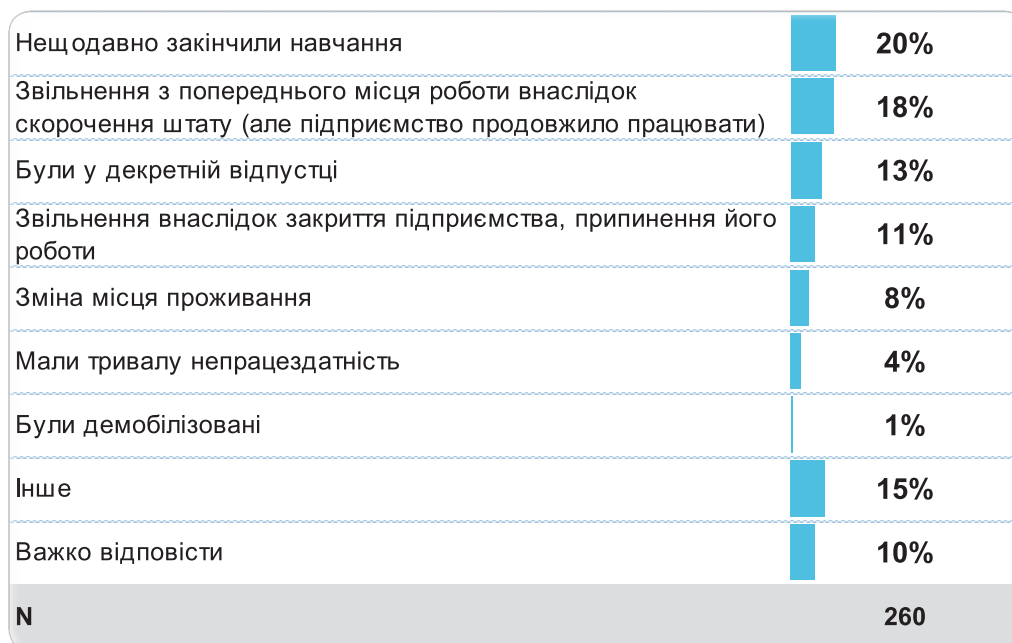 Нещодавно закінчили навчання 20%
Звільнення з попереднього місця роботи внаслідок
скорочення штату (але підприємство продовжило працювати) 18%
Були у декретній відпустці 13%
Звільнення внаслідок закриття підприємства, припинення його
роботи 11%
Зміна місця проживання 8%
Мали тривалу непрацездатність 4%
Були демобілізовані 1%
Інше 15%
Важко відповісти 10%
N 260